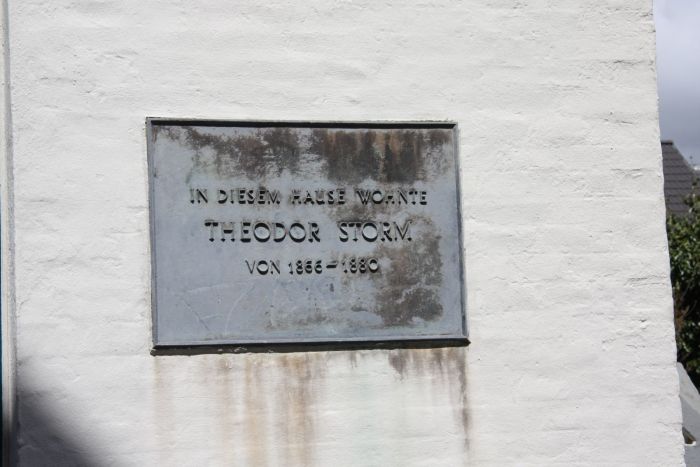 IN DIESEM HAUSE WOHNTE
THEODOR STORM
VON 1866-1880